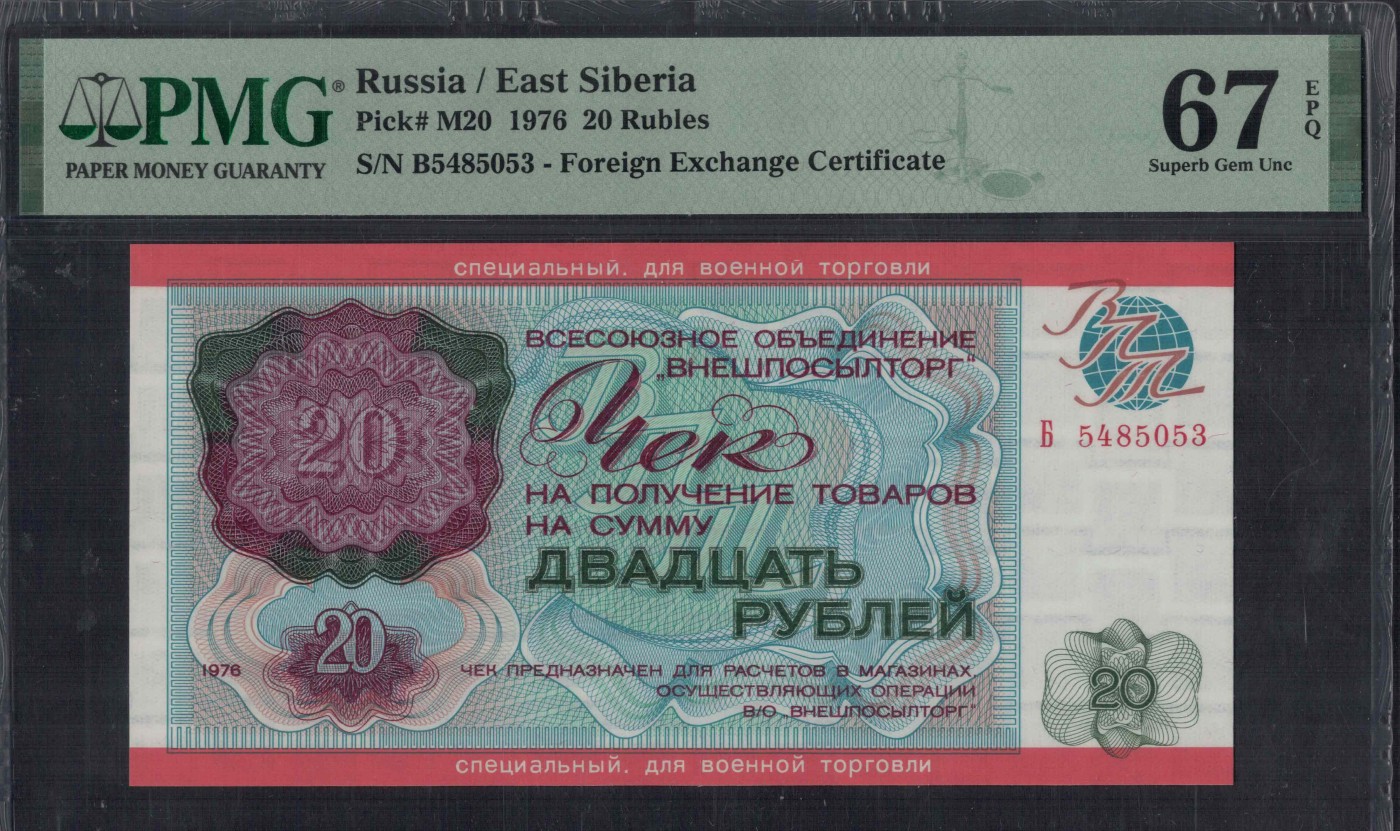 PMG®
PAPER MONEY GUARANTY
Russia / East Siberia
Pick# M20 1976 20 Rubles
S/N B5485053 - Foreign Exchange Certificate
67
EPQ
Superb Gem Unc
специальный. для военной торговли
ВПТ
Б 5485053
20
ВСЕСОЮЗНОЕ ОБЪЕДИНЕНИЕ
„ВНЕШПОСЫЛТОРГ"
Чек
НА ПОЛУЧЕНИЕ ТОВАРОВ
НА СУММУ
ДВАДЦАТЬ
РУБЛЕЙ
ВПТ
20
1976
ЧЕК ПРЕДНАЗНАЧЕН ДЛЯ РАСЧЕТОВ В МАГАЗИНАХ,
ОСУЩЕСТВЛЯЮЩИХ ОПЕРАЦИИ
В/О „ВНЕШПОСЫЛТОРГ"
20
специальный. для военной торговли